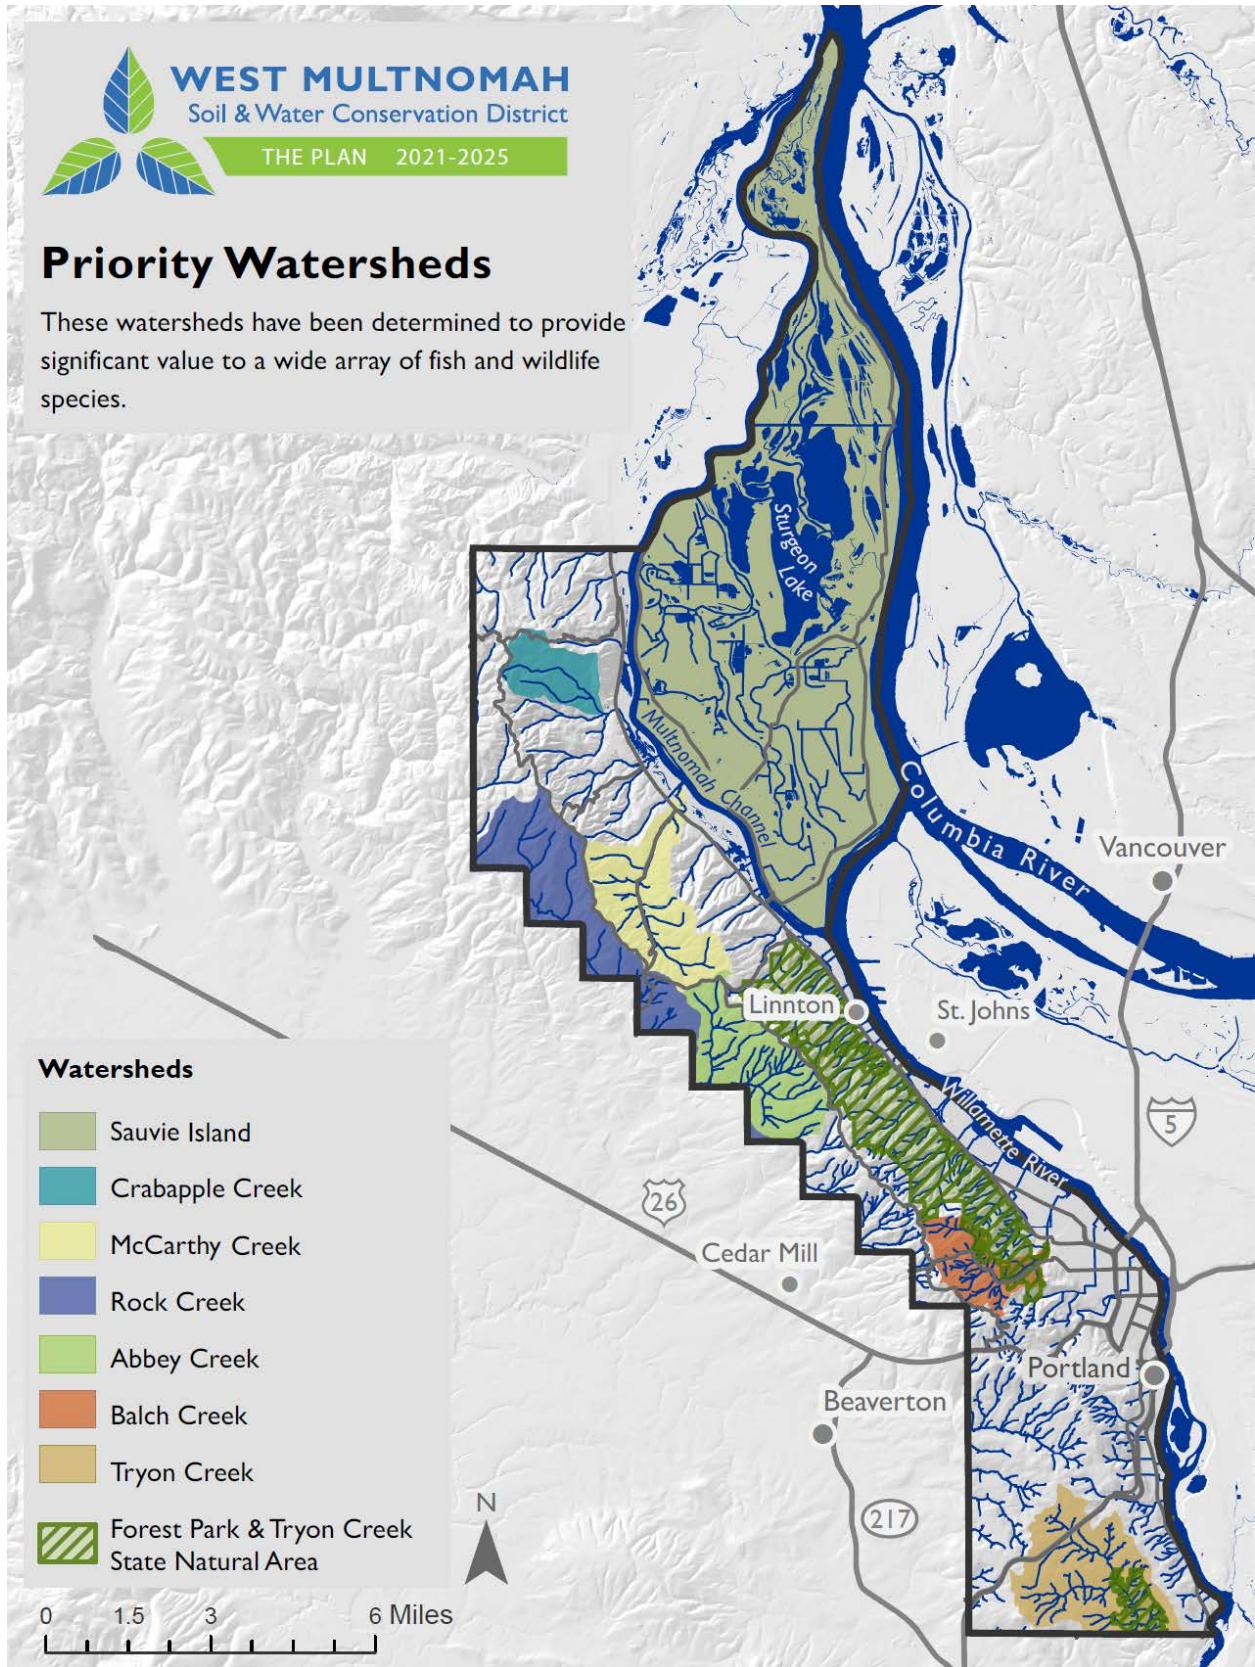 WEST MULTNOMAH
Soil & Water Conservation District
THE PLAN 2021-2025
Priority Watersheds
These watersheds have been determined to provide
significant value to a wide array of fish and wildlife
species.
Sturgeon
Lake
Multnomah Channel
Columbia River
Vancouver
Linnton
St. Johns
Willamette River
5
26
Cedar Mill
Portland
Beaverton
217
Watersheds
Sauvie Island
Crabapple Creek
McCarthy Creek
Rock Creek
Abbey Creek
Balch Creek
Tryon Creek
Forest Park & Tryon Creek
State Natural Area
N
0 1.5 3 6 Miles